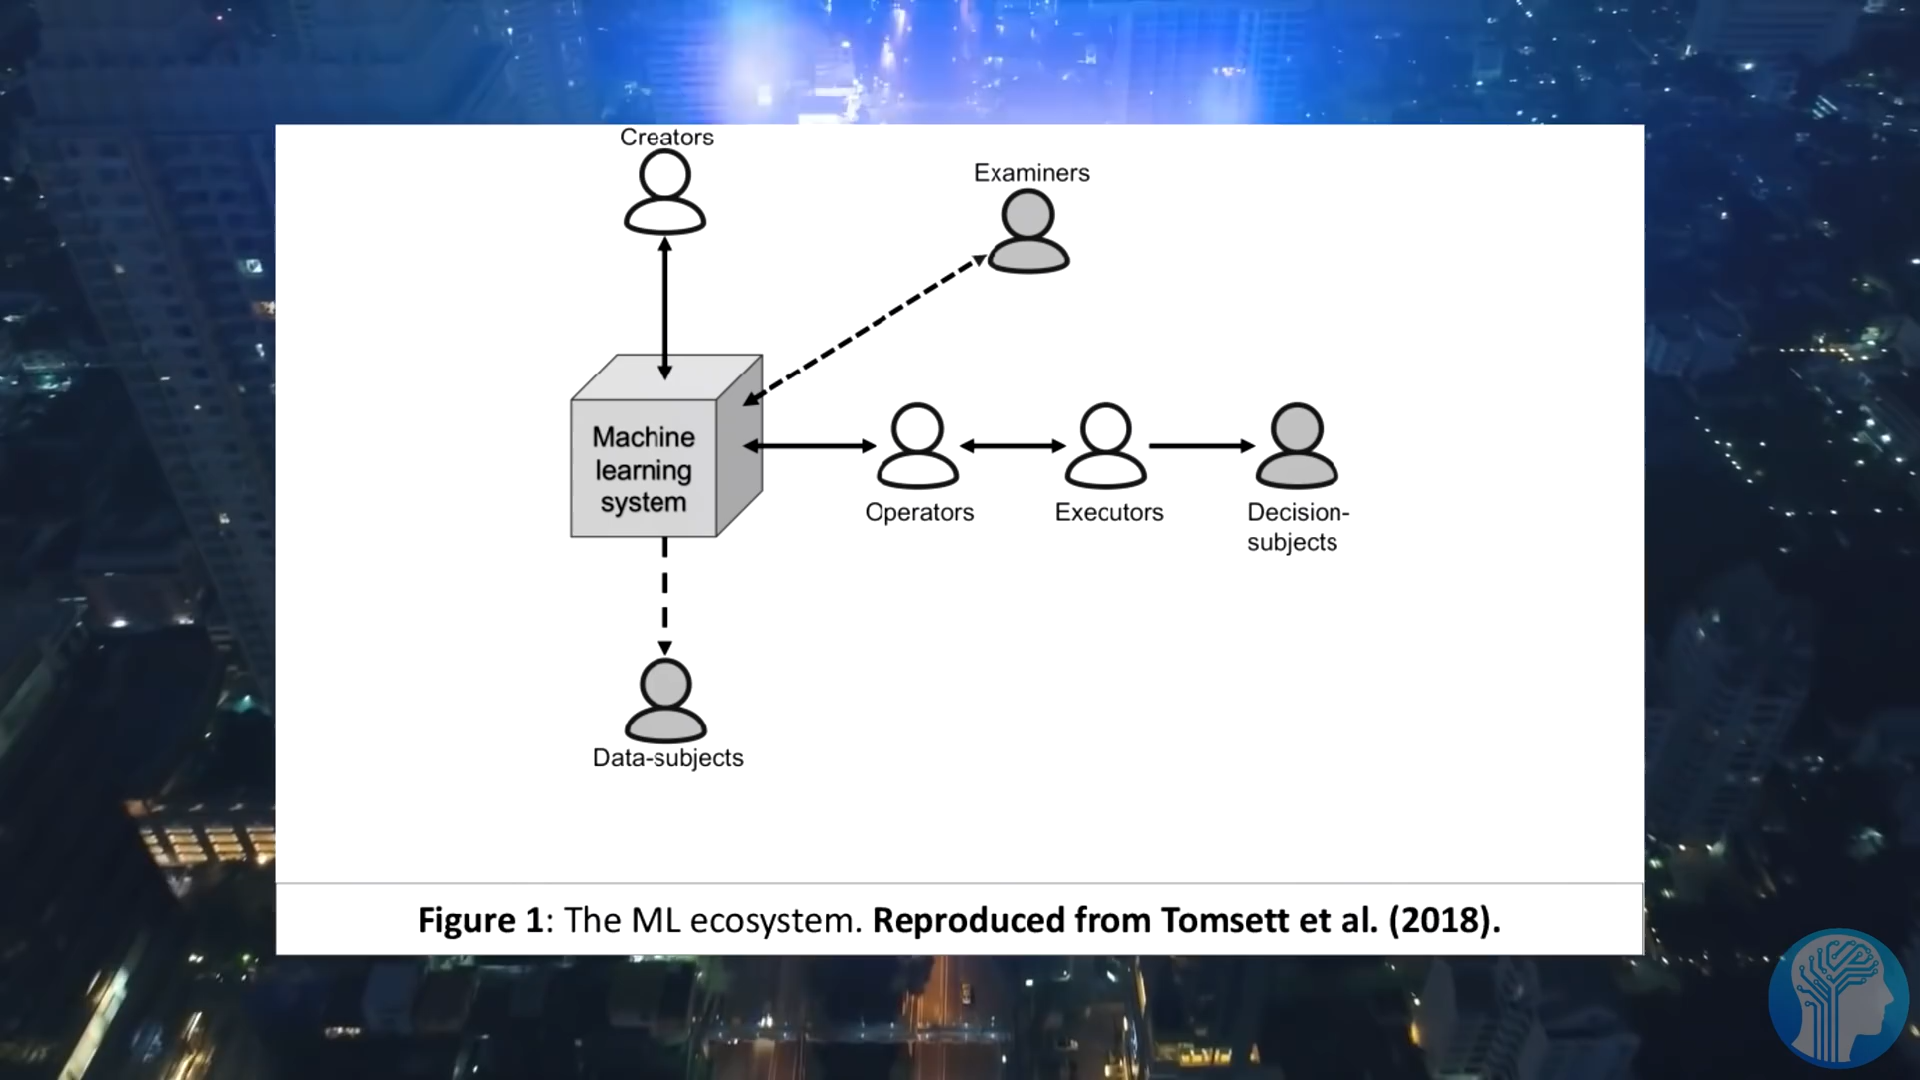 Creators
Examiners
Machine
learning
system
Operators
Executors
Decision-
subjects
Data-subjects
Figure 1: The ML ecosystem. Reproduced from Tomsett et al. (2018).